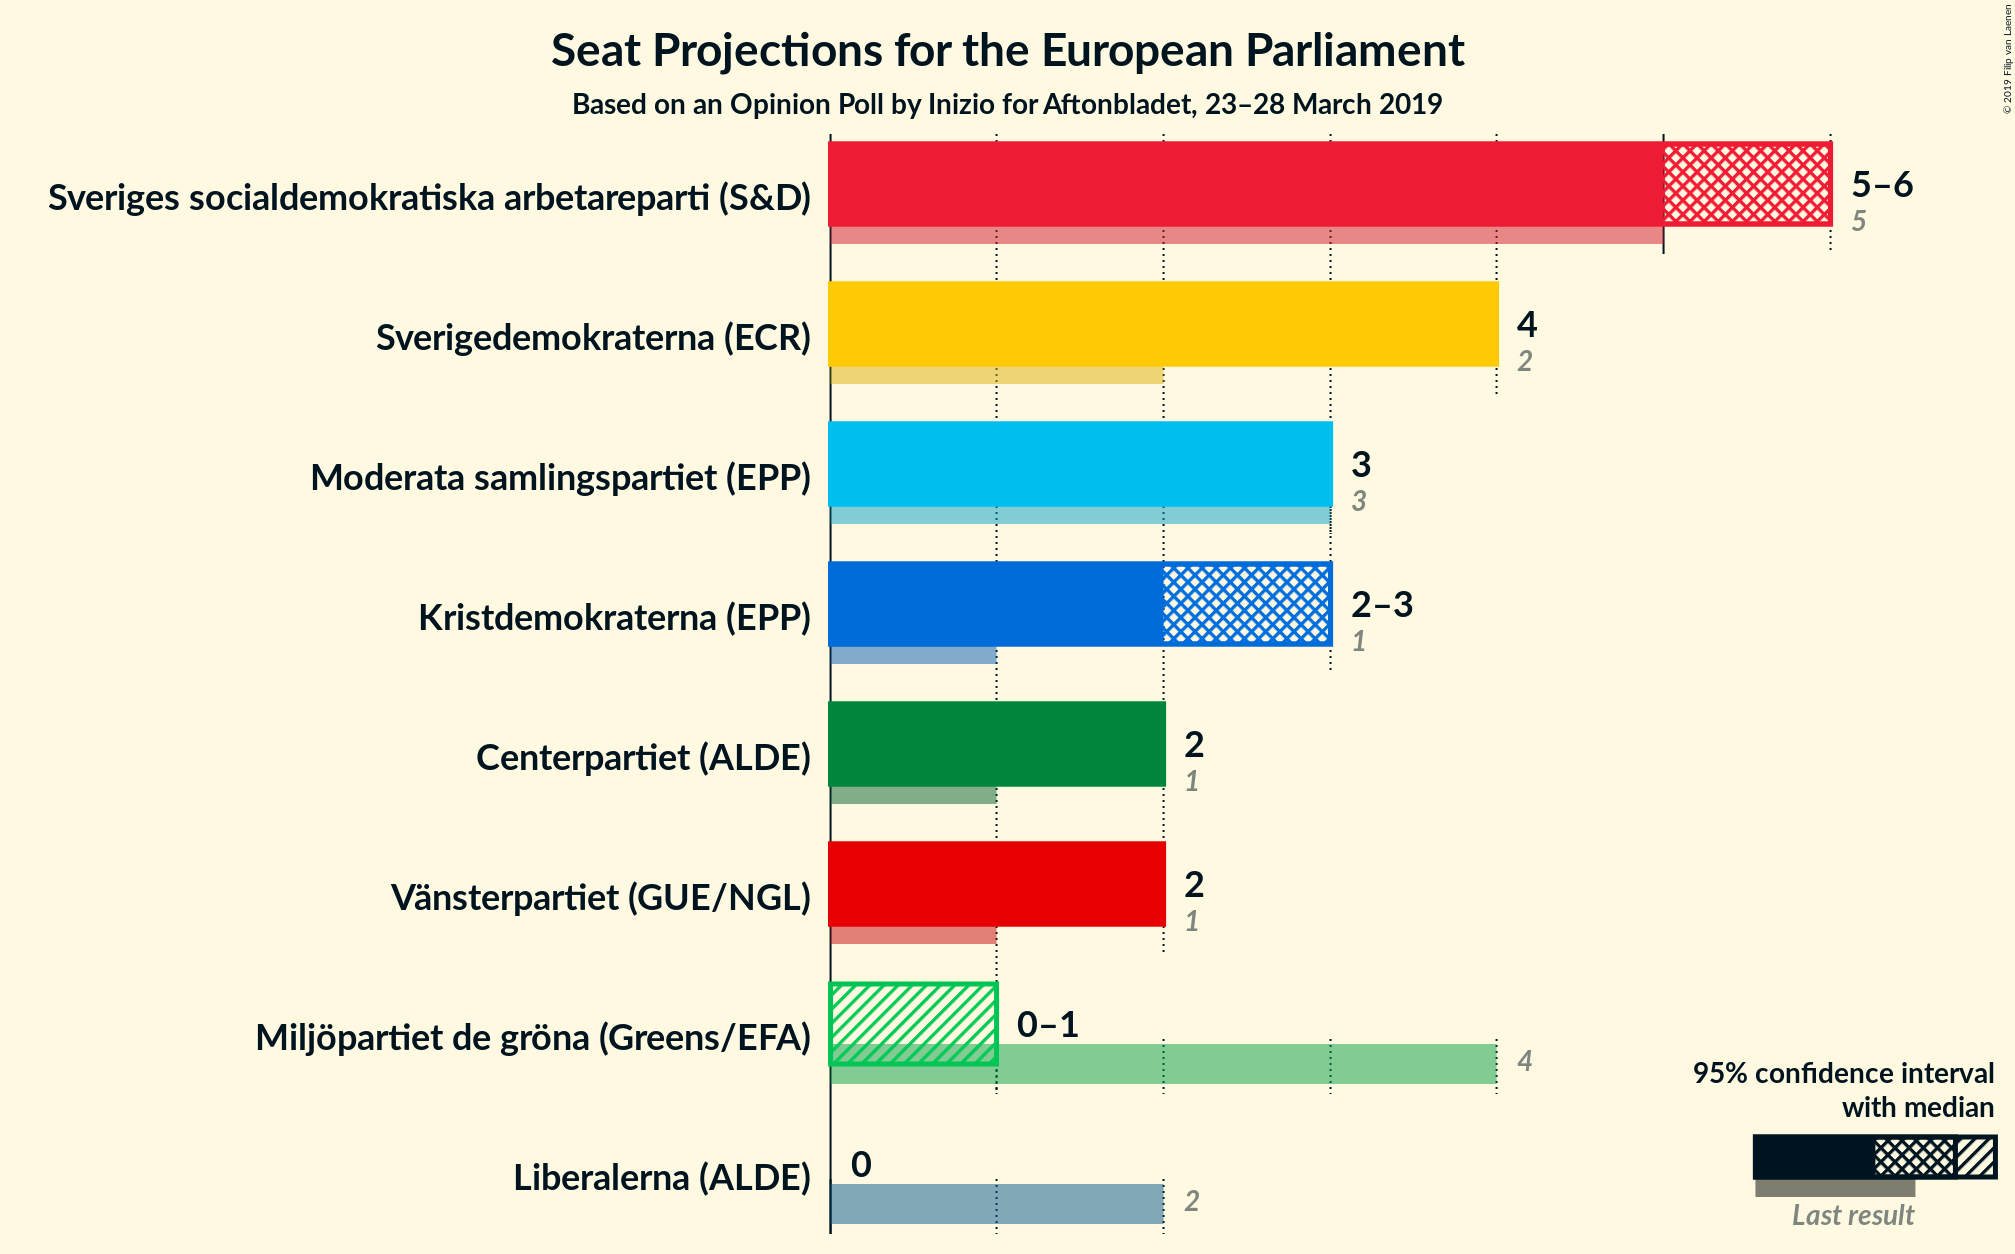 Seat Projections for the European Parliament
Based on an Opinion Poll by Inizio for Aftonbladet, 23–28 March 2019
© 2019 Filip van Laenen
Sveriges socialdemokratiska arbetareparti (S&D)
5–6
5
Sverigedemokraterna (ECR)
4
2
Moderata samlingspartiet (EPP)
3
3
Kristdemokraterna (EPP)
2–3
1
Centerpartiet (ALDE)
2
1
Vänsterpartiet (GUE/NGL)
2
1
Miljöpartiet de gröna (Greens/EFA)
0–1
4
Liberalerna (ALDE)
0
2
95% confidence interval
with median
Last result